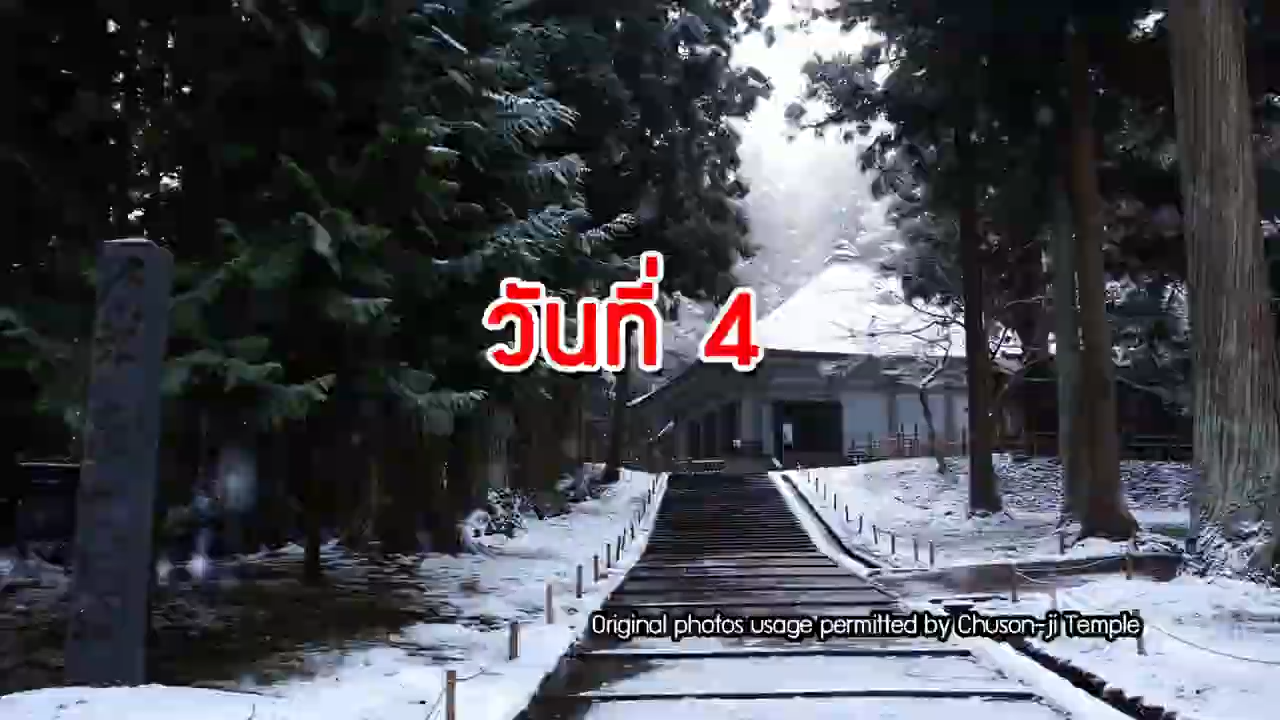 วันที่ 4
Original photos usage permitted by Chuson-ji Temple